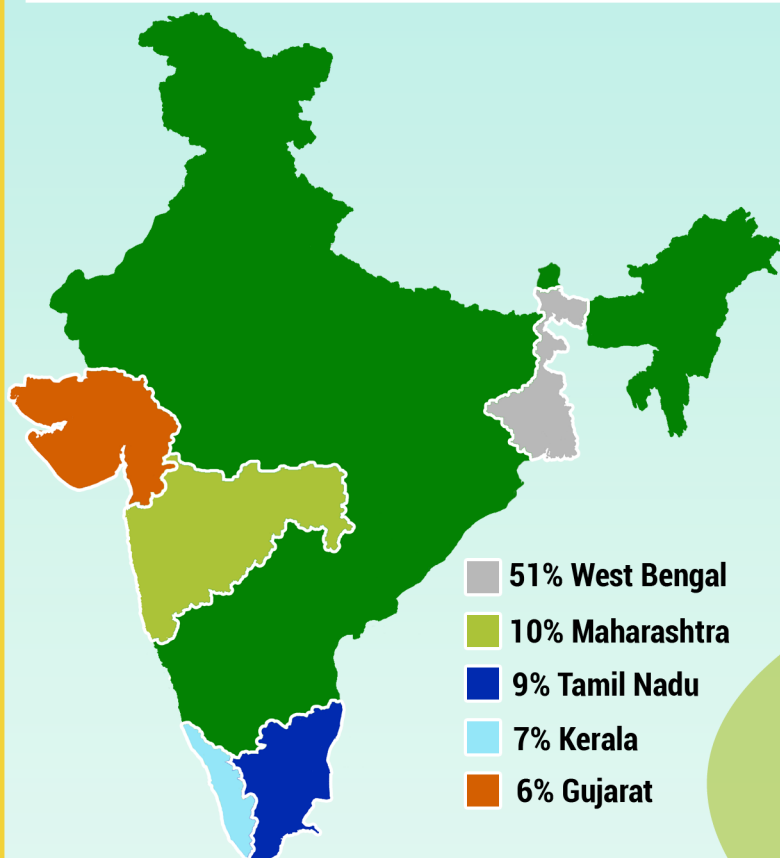 51% West Bengal
10% Maharashtra
9% Tamil Nadu
7% Kerala
6% Gujarat